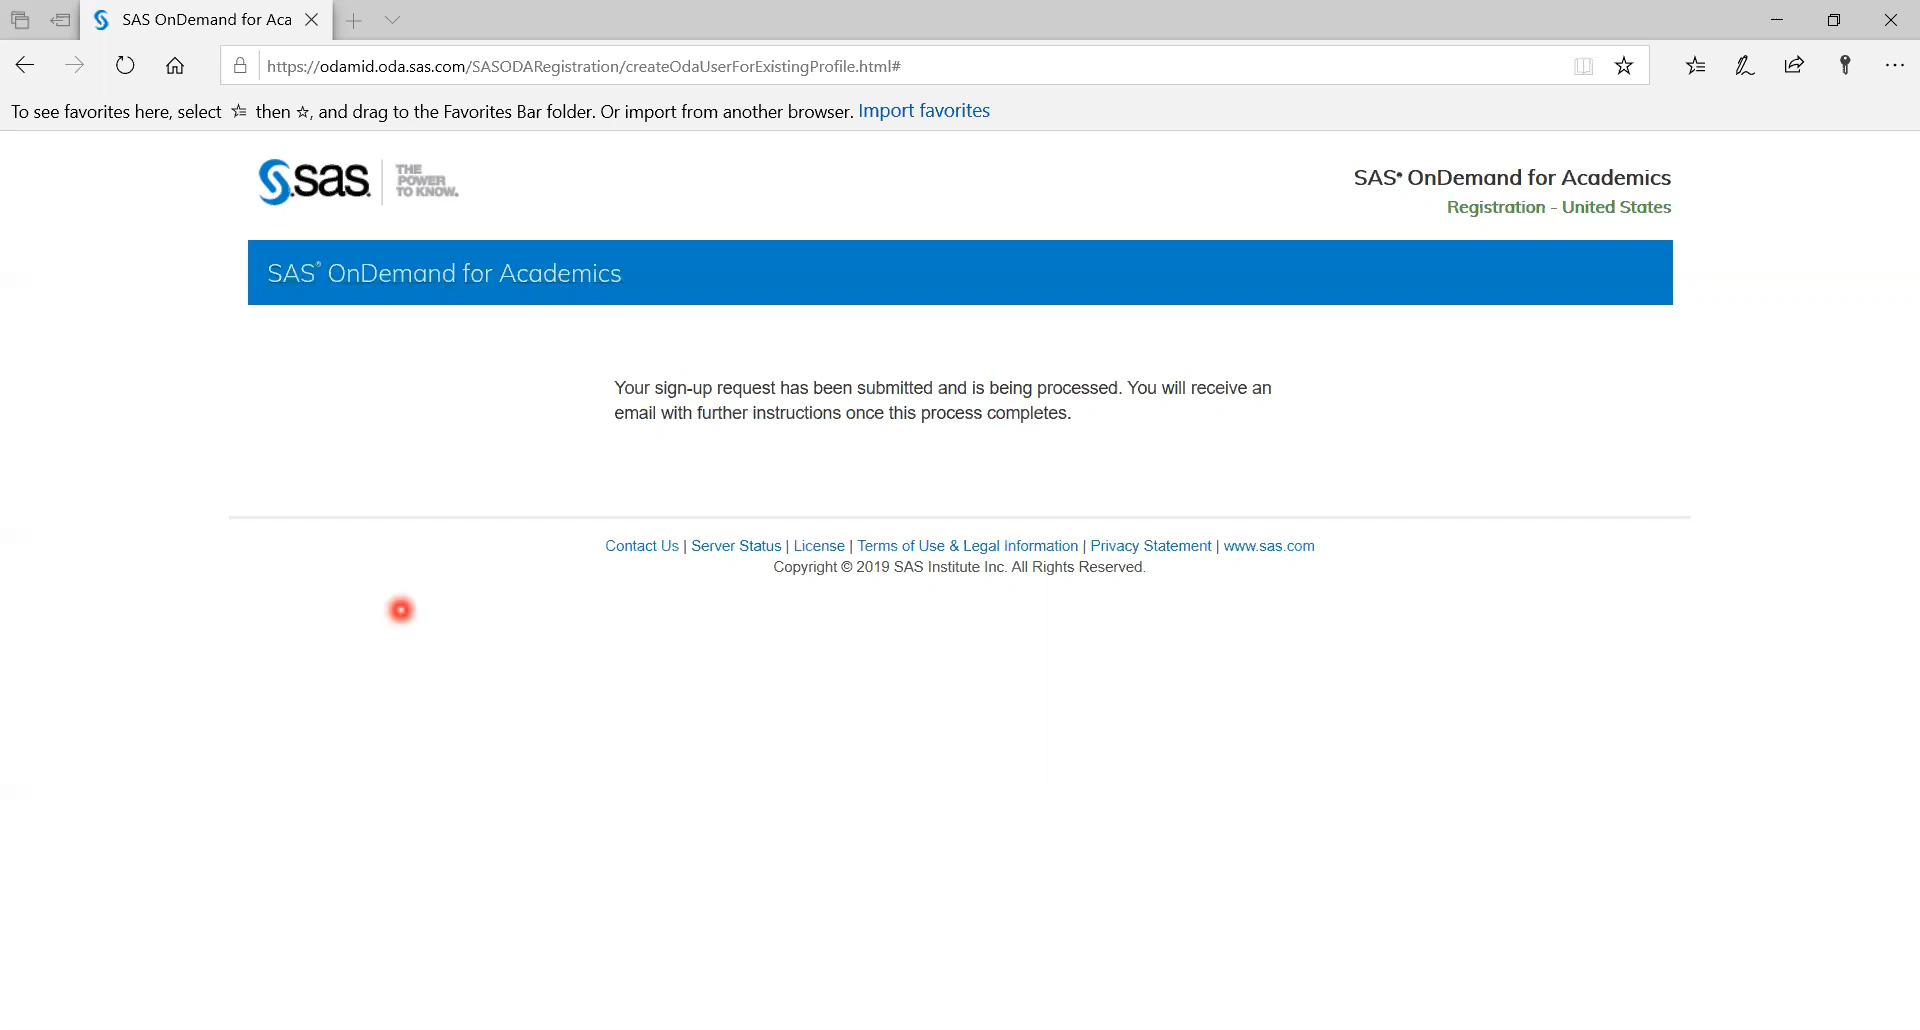 SAS OnDemand for Aca
https://odamid.oda.sas.com/SASODARegistration/createOdaUserForExistingProfile.html#
To see favorites here, select then , and drag to the Favorites Bar folder. Or import from another browser. Import favorites
sas. THE POWER TO KNOW.
SAS® OnDemand for Academics
Registration - United States
SAS® OnDemand for Academics
Your sign-up request has been submitted and is being processed. You will receive an
email with further instructions once this process completes.
Contact Us | Server Status | License | Terms of Use & Legal Information | Privacy Statement | www.sas.com
Copyright © 2019 SAS Institute Inc. All Rights Reserved.